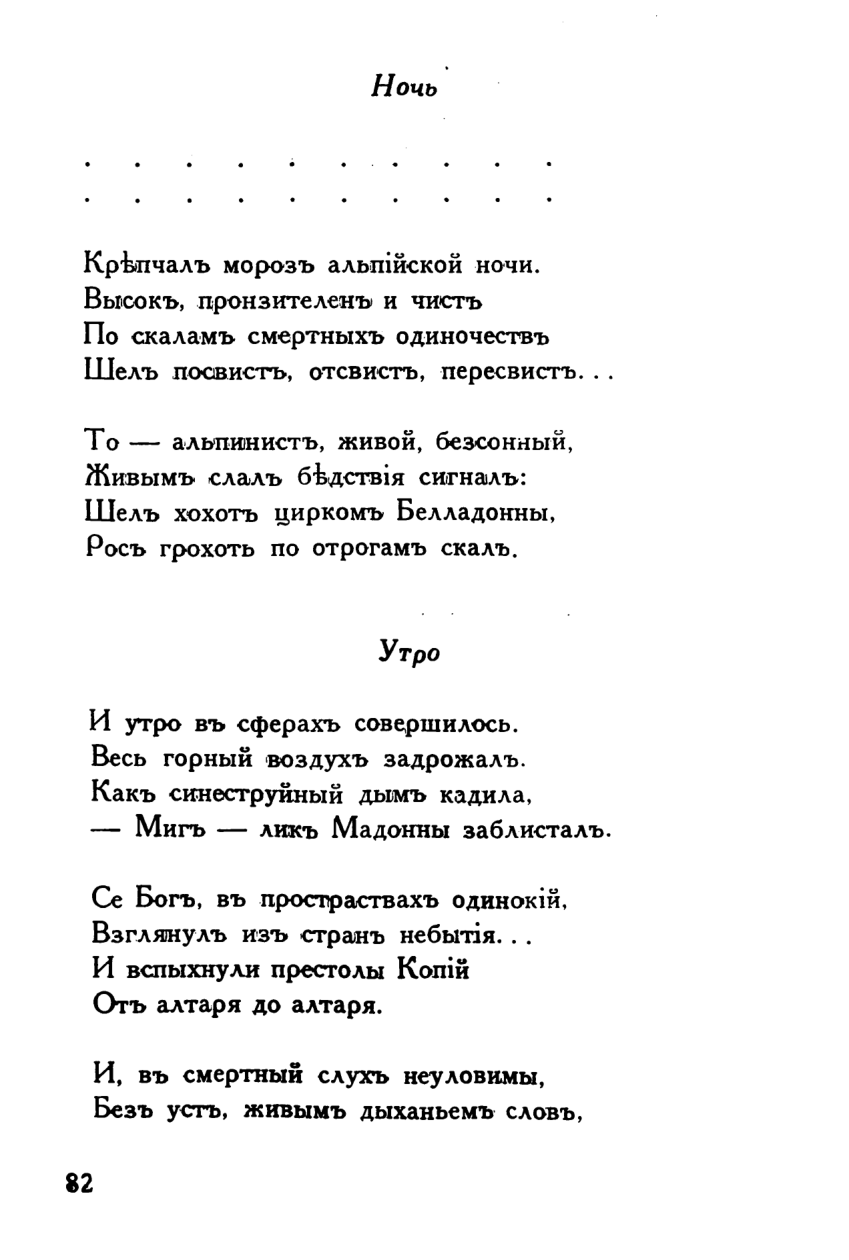 Ночь
. . . . . . . . . .
. . . . . . . . . .
Крѣпчалъ морозъ альпійской ночи.
Высокъ, пронзителенъ и чистъ
По скаламъ смертныхъ одиночествъ
Шелъ посвистъ, отсвистъ, пересвистъ. . .
То — альпинистъ, живой, безсонный,
Живымъ слалъ бѣдствія сигналъ:
Шелъ хохотъ циркомъ Белладонны,
Росъ грохоть по отрогамъ скалъ.
Утро
И утро въ сферахъ совершилось.
Весь горный воздухъ задрожалъ.
Какъ синеструйный дымъ кадила,
— Мигъ — ликъ Мадонны заблисталъ.
Се Богъ, въ прострастvахъ одинокій,
Взглянулъ изъ странъ небытія. . .
И вспыхнули престолы Копій
Отъ алтаря до алтаря.
И, въ смертный слухъ неуловимы,
Безъ устъ, живымъ дыханьемъ словъ,
82